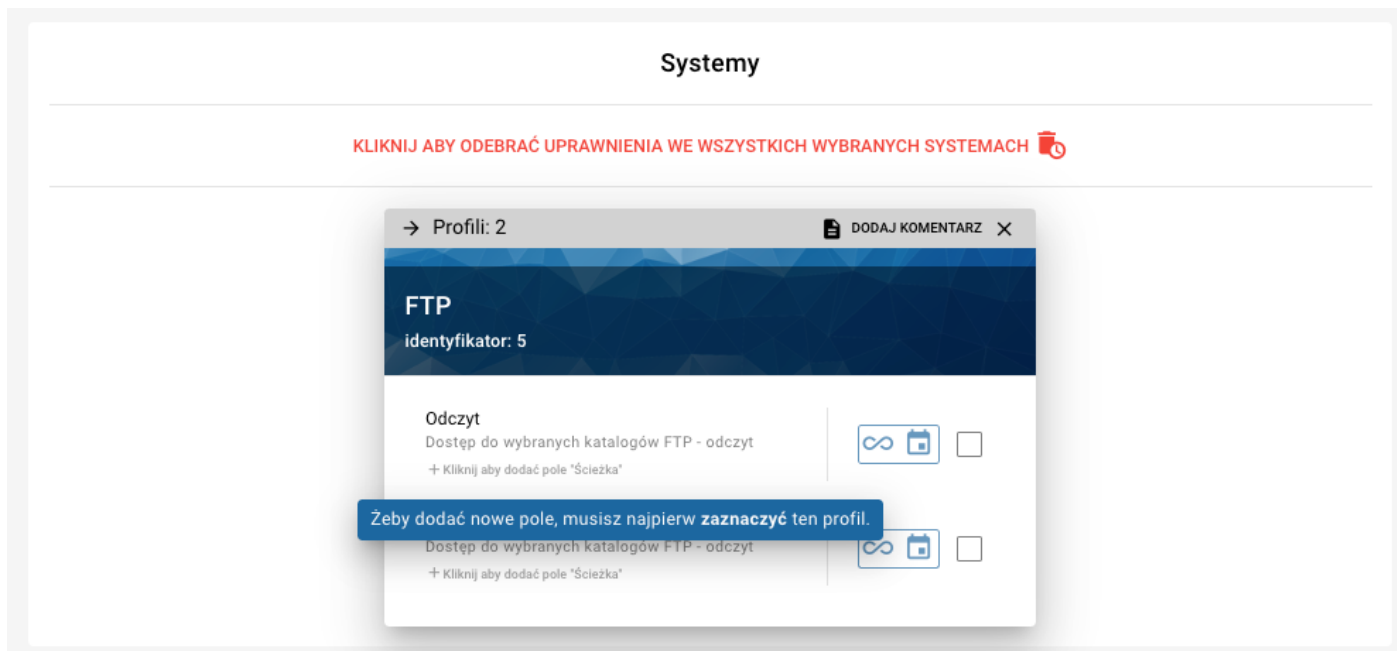 Systemy
KLIKNIJ ABY ODEBRAĆ UPRAWNIENIA WE WSZYSTKICH WYBRANYCH SYSTEMACH
Profili: 2 DODAJ KOMENTARZ
FTP
identyfikator: 5
Odczyt
Dostęp do wybranych katalogów FTP - odczyt
Kliknij aby dodać pole "Ścieżka"
Żeby dodać nowe pole, musisz najpierw zaznaczyć ten profil.
Dostęp do wybranych katalogów FTP - odczyt
Kliknij aby dodać pole "Ścieżka"